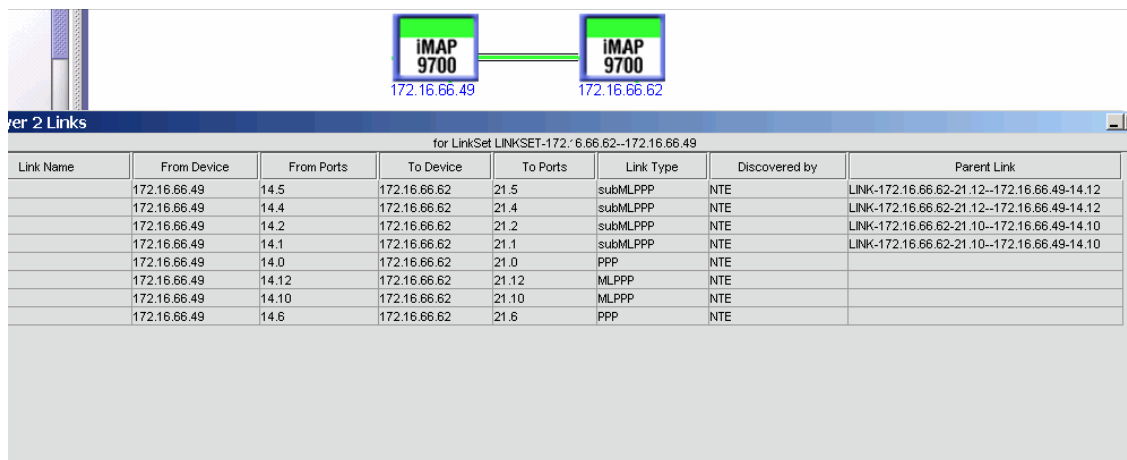 iMAP 9700 iMAP 9700
172.16.66.49 172.16.66.62
yer 2 Links
for LinkSet LINKSET-172.16.66.62--172.16.66.49
Link Name From Device From Ports To Device To Ports Link Type Discovered by Parent Link
172.16.66.49 14.5 172.16.66.62 21.5 subMLPPP NTE LINK-172.16.66.62-21.12--172.16.66.49-14.12
172.16.66.49 14.4 172.16.66.62 21.4 subMLPPP NTE LINK-172.16.66.62-21.12--172.16.66.49-14.12
172.16.66.49 14.2 172.16.66.62 21.2 subMLPPP NTE LINK-172.16.66.62-21.10--172.16.66.49-14.10
172.16.66.49 14.1 172.16.66.62 21.1 subMLPPP NTE LINK-172.16.66.62-21.10--172.16.66.49-14.10
172.16.66.49 14.0 172.16.66.62 21.0 PPP NTE
172.16.66.49 14.12 172.16.66.62 21.12 MLPPP NTE
172.16.66.49 14.10 172.16.66.62 21.10 MLPPP NTE
172.16.66.49 14.6 172.16.66.62 21.6 PPP NTE